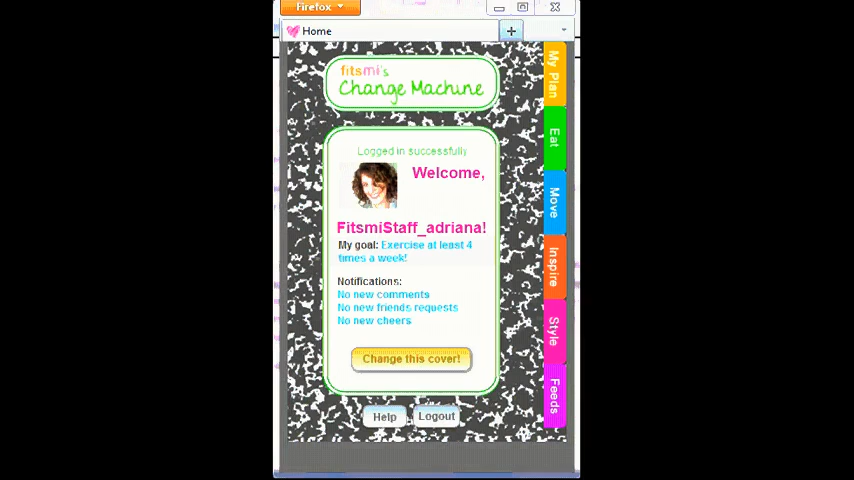 Firefox
Home
fitsmi's
Change Machine
Logged in successfully
Welcome,
FitsmiStaff_adriana!
My goal: Exercise at least 4
times a week!
Notifications:
No new comments
No new friends requests
No new cheers
Change this cover!
Help
Logout
My Plan
Eat
Move
Inspire
Style
Feeds